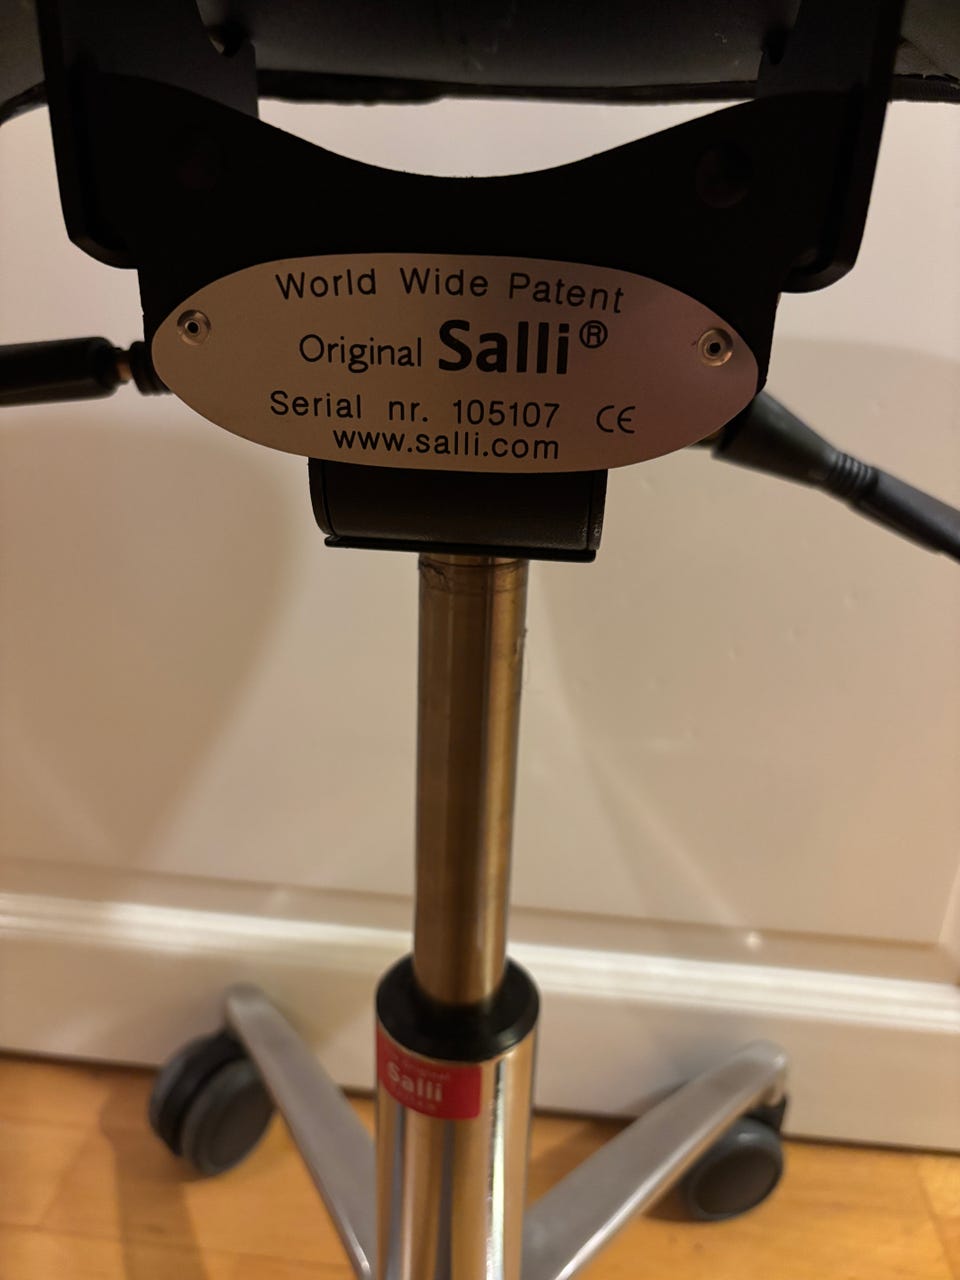 World Wide Patent
Original Salli®
Serial nr. 105107 CE
www.salli.com
Salli